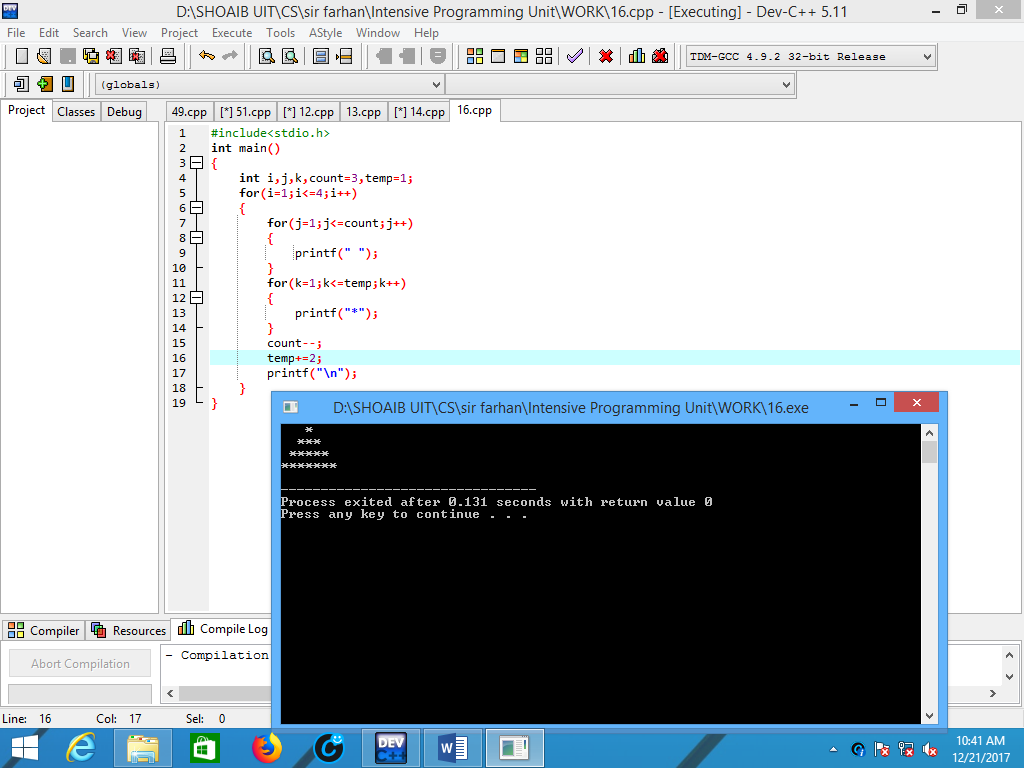 D:\SHOAIB UIT\CS\sir farhan\Intensive Programming Unit\WORK\16.cpp - [Executing] - Dev-C++ 5.11
File Edit Search View Project Execute Tools AStyle Window Help
TDM-GCC 4.9.2 32-bit Release
(globals)
Project Classes Debug
49.cpp [*] 51.cpp [*] 12.cpp 13.cpp [*] 14.cpp 16.cpp
1 #include<stdio.h>
2 int main()
3 {
4 int i,j,k,count=3,temp=1;
5 for(i=1;i<=4;i++)
6 {
7 for(j=1;j<=count;j++)
8 {
9 printf(" ");
10 }
11 for(k=1;k<=temp;k++)
12 {
13 printf("*");
14 }
15 count--;
16 temp+=2;
17 printf("\n");
18 }
19 }
D:\SHOAIB UIT\CS\sir farhan\Intensive Programming Unit\WORK\16.exe
   *
  ***
 *****
*******
--------------------------------
Process exited after 0.131 seconds with return value 0
Press any key to continue . . .
Compiler Resources Compile Log
Abort Compilation
- Compilation
Line: 16 Col: 17 Sel: 0
DEV C++
10:41 AM
12/21/2017